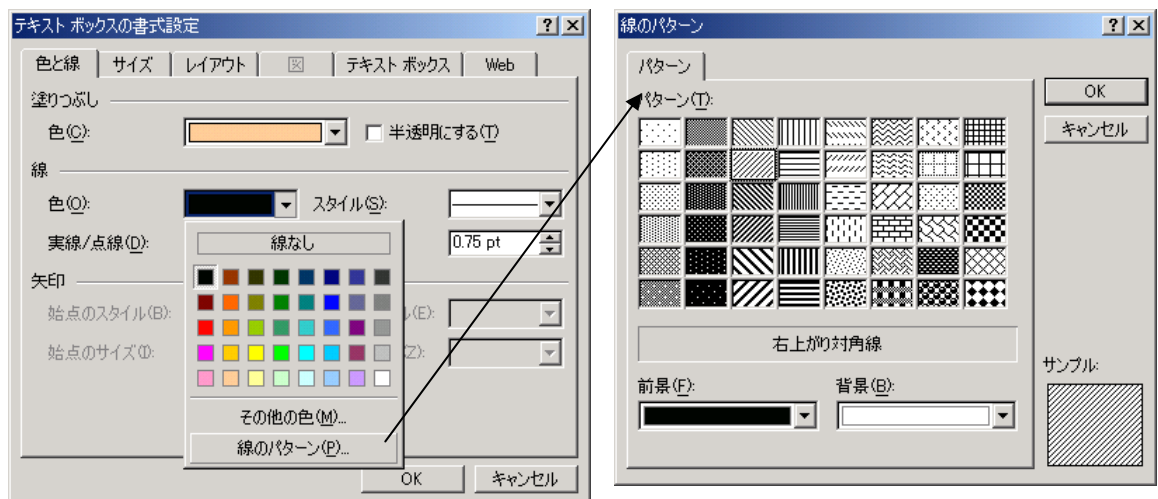 テキスト ボックスの書式設定
色と線 サイズ レイアウト 図 テキスト ボックス Web
塗りつぶし
色(C): 半透明にする(T)
線
色(O): スタイル(S):
線なし
実線/点線(D): 0.75 pt
矢印
始点のスタイル(B): (E):
始点のサイズ(I): (Z):
その他の色(M)...
線のパターン(P)...
OK キャンセル
線のパターン
パターン
パターン(T):
OK
キャンセル
右上がり対角線
前景(F): 背景(B):
サンプル: